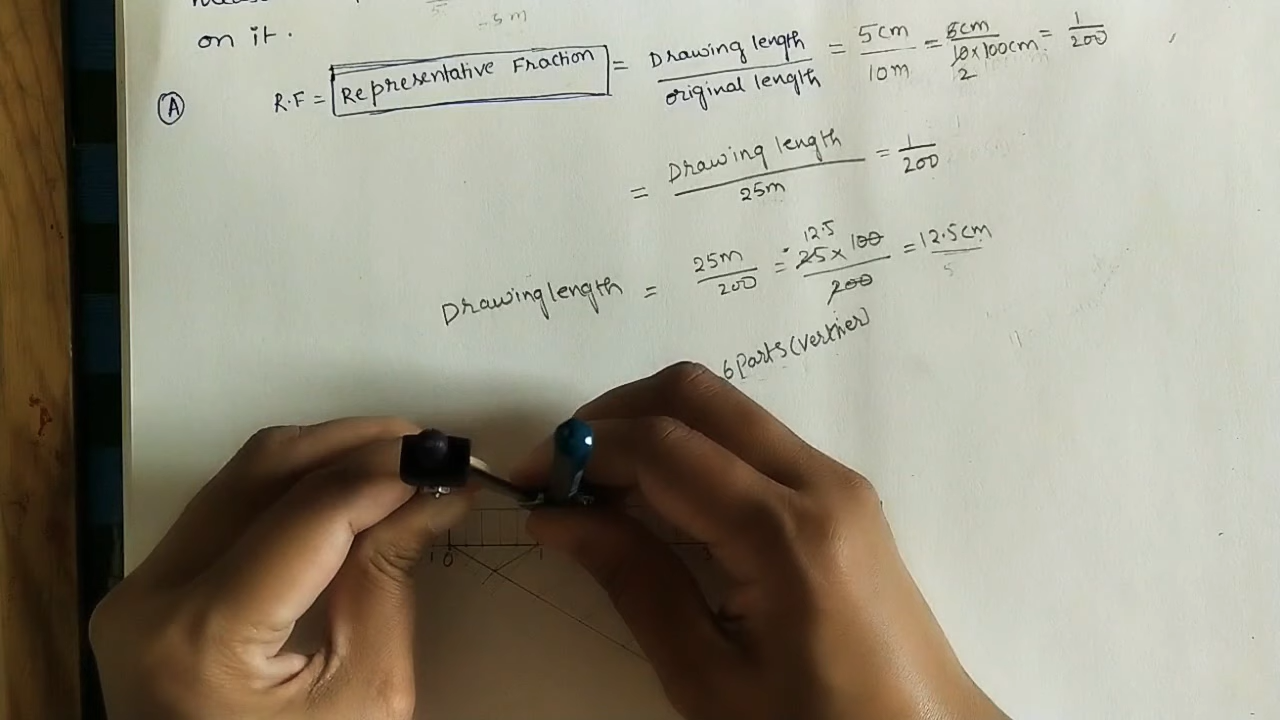 on it.
(A) R.F = Representative Fraction = Drawing length / original length = 5cm / 10m = 5cm / 10×100cm = 1/200
2
= Drawing length / 25m = 1/200
12.5
Drawing length = 25m / 200 = 25×100 / 200 = 12.5cm
6 parts (vernier)
0 1